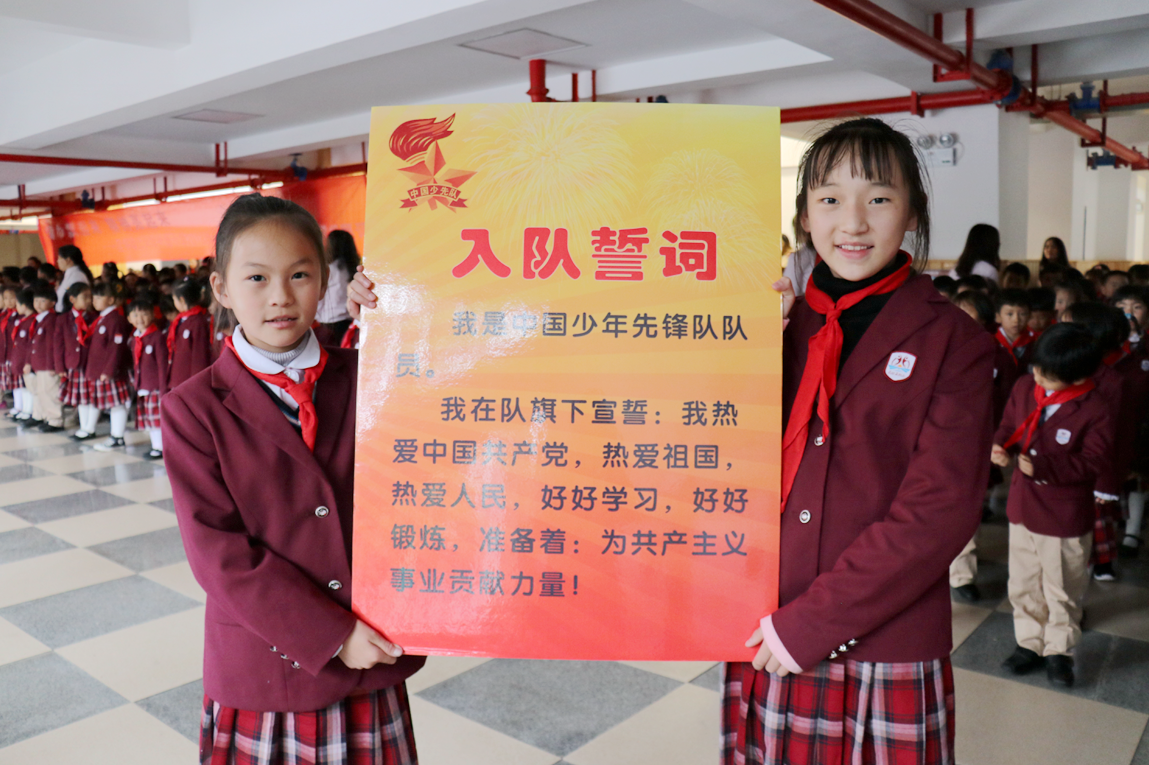 中国少先队
入队誓词
我是中国少年先锋队队
员。
我在队旗下宣誓：我热
爱中国共产党，热爱祖国，
热爱人民，好好学习，好好
锻炼，准备着：为共产主义
事业贡献力量！